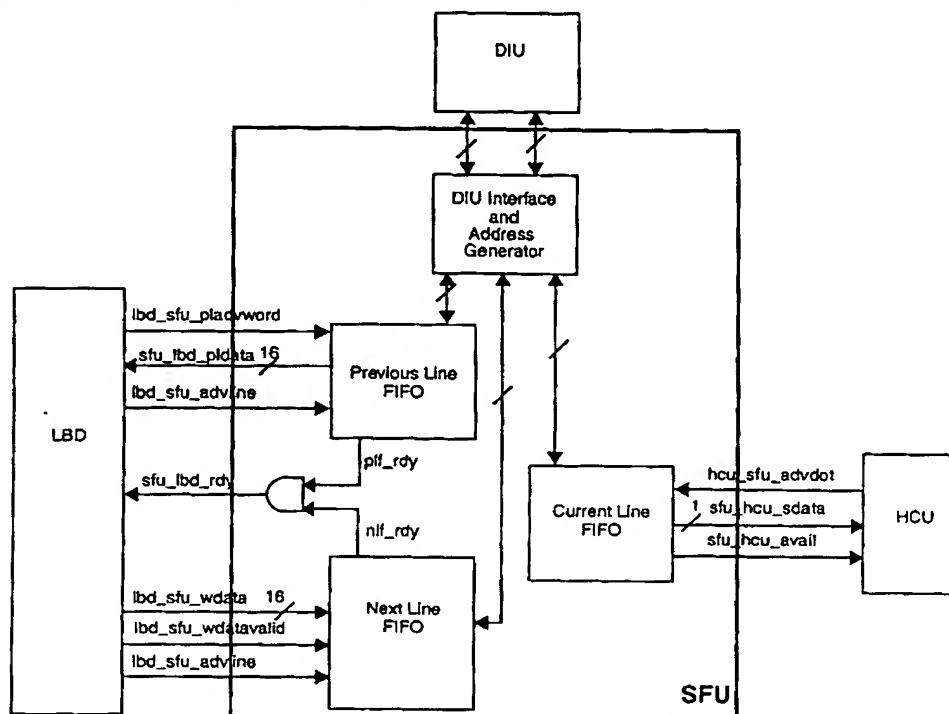 DIU
DIU Interface
and
Address
Generator
lbd_sfu_pladvword
sfu_lbd_pldata 16
lbd_sfu_advline
Previous Line
FIFO
LBD
plf_rdy
sfu_lbd_rdy
nlf_rdy
hcu_sfu_advdot
1 sfu_hcu_sdata
sfu_hcu_avail
Current Line
FIFO
HCU
lbd_sfu_wdata 16
lbd_sfu_wdatavalid
lbd_sfu_advline
Next Line
FIFO
SFU